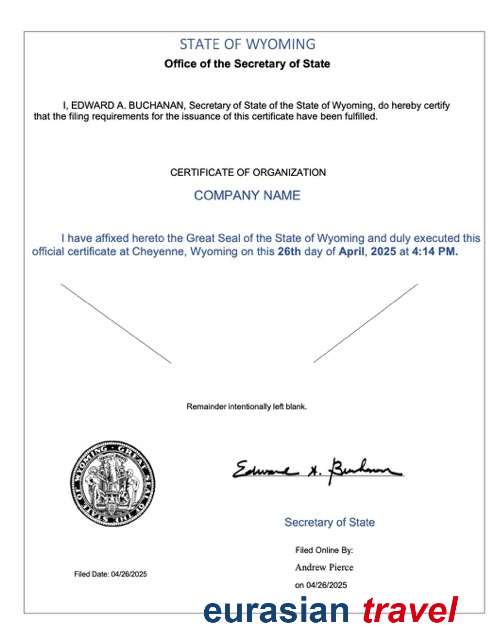 STATE OF WYOMING
Office of the Secretary of State
I, EDWARD A. BUCHANAN, Secretary of State of the State of Wyoming, do hereby certify
that the filing requirements for the issuance of this certificate have been fulfilled.
CERTIFICATE OF ORGANIZATION
COMPANY NAME
I have affixed hereto the Great Seal of the State of Wyoming and duly executed this
official certificate at Cheyenne, Wyoming on this 26th day of April, 2025 at 4:14 PM.
Remainder intentionally left blank.
GREAT SEAL OF THE STATE OF WYOMING
Edward A. Buchanan
Secretary of State
Filed Online By:
Andrew Pierce
Filed Date: 04/26/2025
on 04/26/2025
eurasian travel